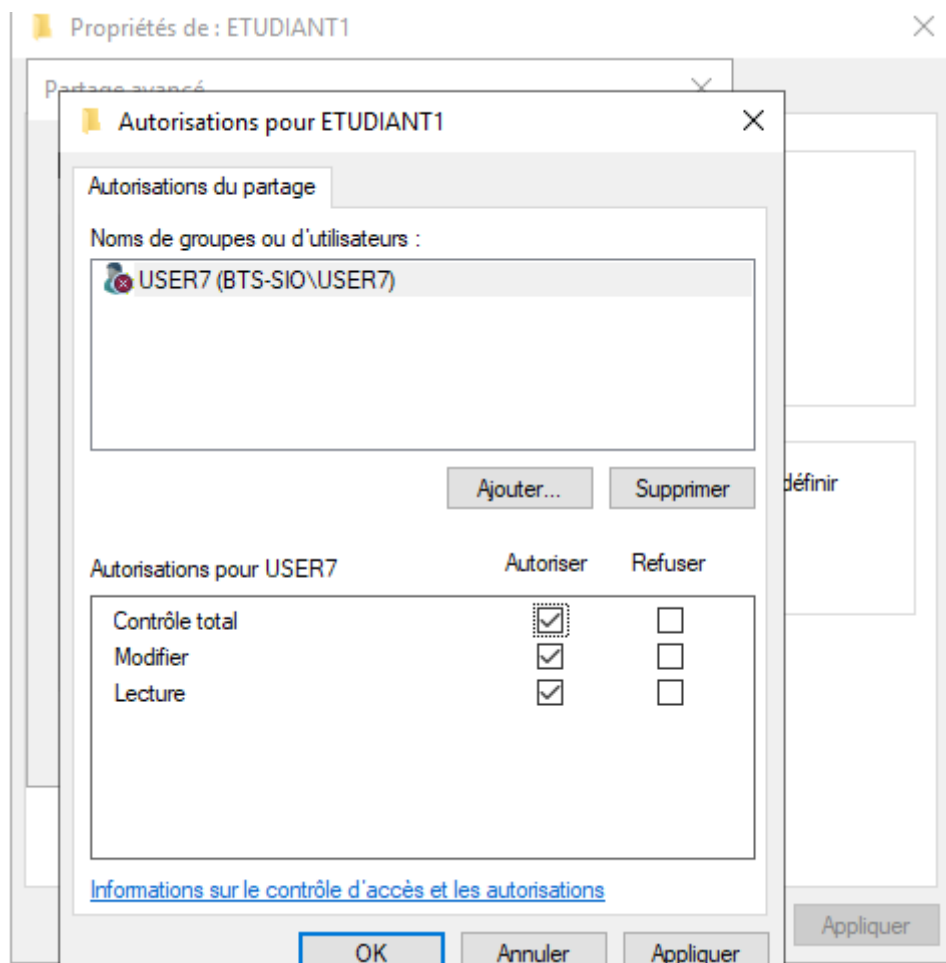 Propriétés de : ETUDIANT1
Partage avancé
Autorisations pour ETUDIANT1
Autorisations du partage
Noms de groupes ou d'utilisateurs :
USER7 (BTS-SIO\USER7)
Ajouter...
Supprimer
définir
Autorisations pour USER7
Autoriser
Refuser
Contrôle total
Modifier
Lecture
Informations sur le contrôle d'accès et les autorisations
Appliquer
OK
Annuler
Appliquer